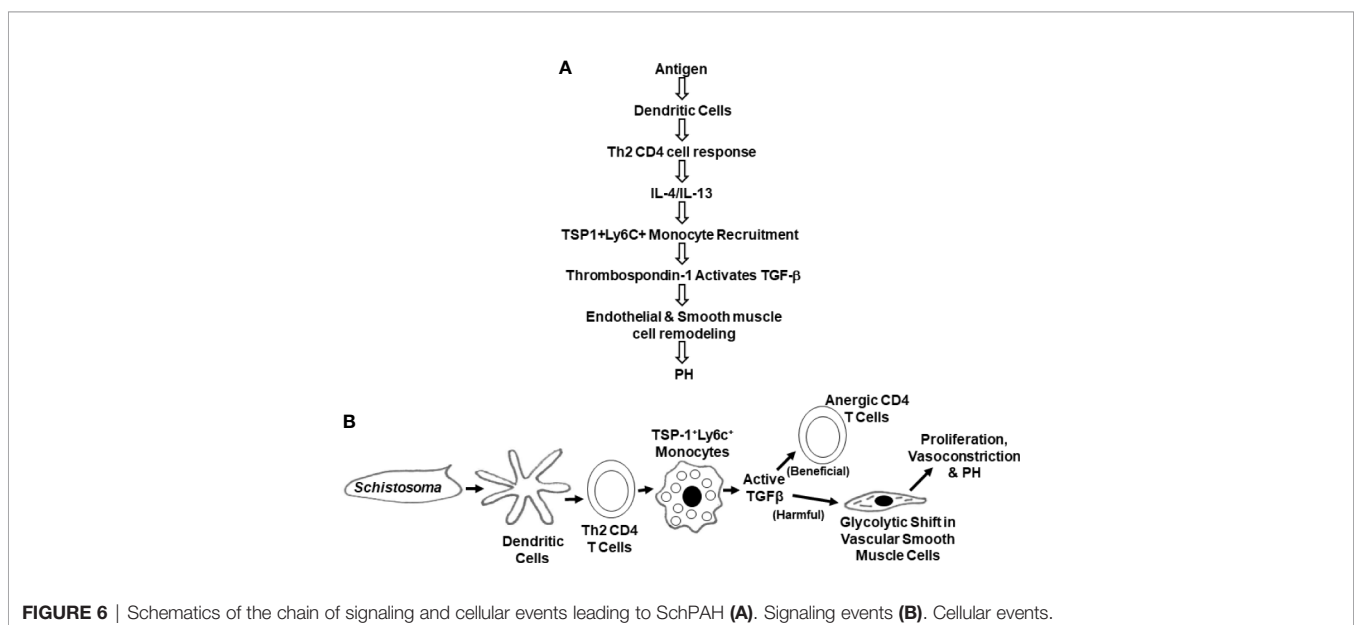 A
Antigen
Dendritic Cells
Th2 CD4 cell response
IL-4/IL-13
TSP1+Ly6C+ Monocyte Recruitment
Thrombospondin-1 Activates TGF-β
Endothelial & Smooth muscle
cell remodeling
PH
B
Schistosoma
Dendritic
Cells
Th2 CD4
T Cells
TSP-1⁺Ly6c⁺
Monocytes
Active
TGFβ
(Beneficial)
Anergic CD4
T Cells
(Harmful)
Glycolytic Shift in
Vascular Smooth
Muscle Cells
Proliferation,
Vasoconstriction
& PH
FIGURE 6 | Schematics of the chain of signaling and cellular events leading to SchPAH (A). Signaling events (B). Cellular events.